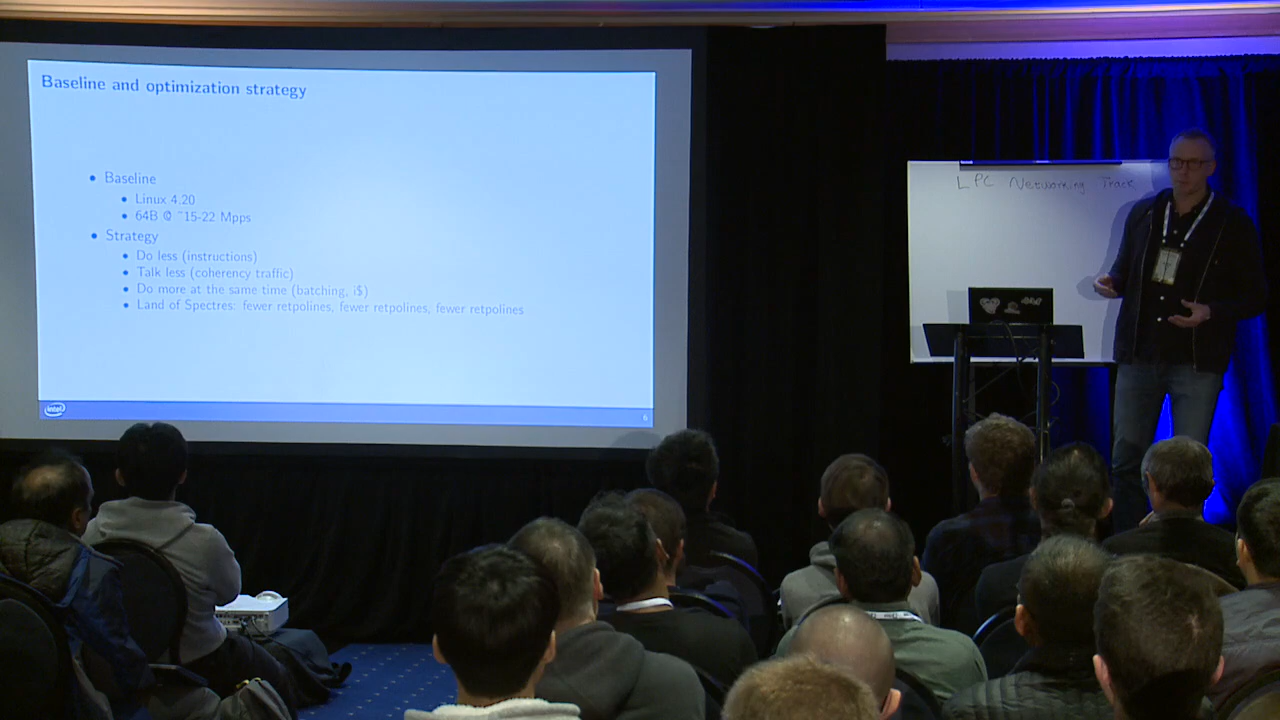 Baseline and optimization strategy
Baseline
Linux 4.20
64B @ ~15-22 Mpps
Strategy
Do less (instructions)
Talk less (coherency traffic)
Do more at the same time (batching, i$)
Land of Spectres: fewer retpolines, fewer retpolines, fewer retpolines
intel
6
LPC Networking Track